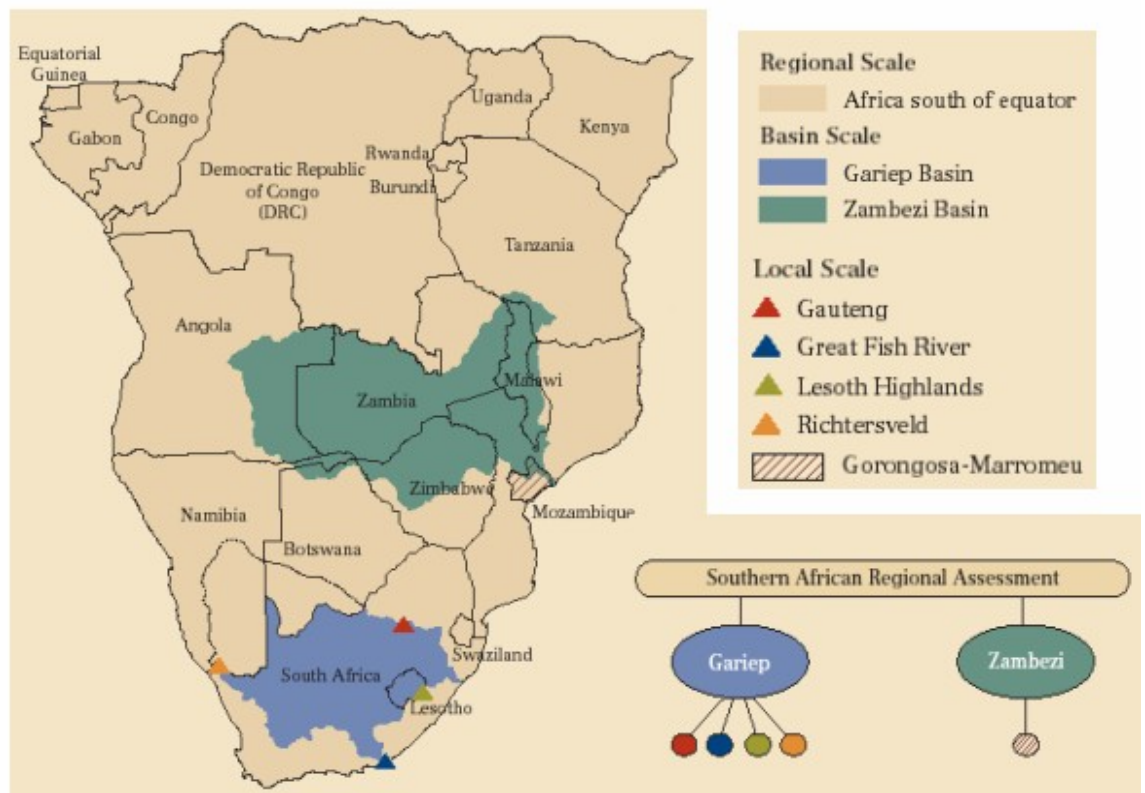 Equatorial
Guinea
Congo
Gabon
Uganda
Kenya
Rwanda
Democratic Republic
of Congo
(DRC)
Burundi
Tanzania
Angola
Malawi
Zambia
Zimbabwe
Mozambique
Namibia
Botswana
Swaziland
South Africa
Lesotho
Regional Scale
Africa south of equator
Basin Scale
Gariep Basin
Zambezi Basin
Local Scale
Gauteng
Great Fish River
Lesoth Highlands
Richtersveld
Gorongosa-Marromeu
Southern African Regional Assessment
Gariep
Zambezi